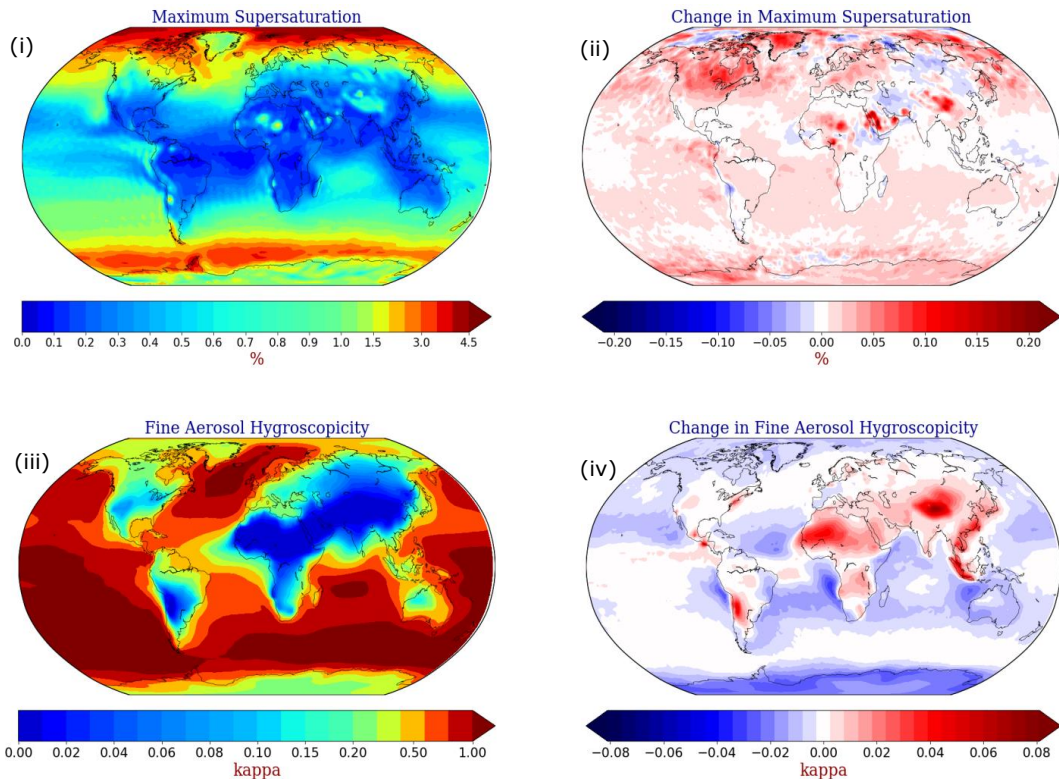 Maximum Supersaturation
(i)
0.0 0.1 0.1 0.2 0.3 0.4 0.6 0.7 0.8 0.9 1.0 1.5 3.0 4.5
%
Change in Maximum Supersaturation
(ii)
−0.20 −0.15 −0.10 −0.05 0.00 0.05 0.10 0.15 0.20
%
Fine Aerosol Hygroscopicity
(iii)
0.00 0.02 0.04 0.06 0.08 0.10 0.15 0.20 0.50 1.00
kappa
Change in Fine Aerosol Hygroscopicity
(iv)
−0.08 −0.06 −0.04 −0.02 0.00 0.02 0.04 0.06 0.08
kappa